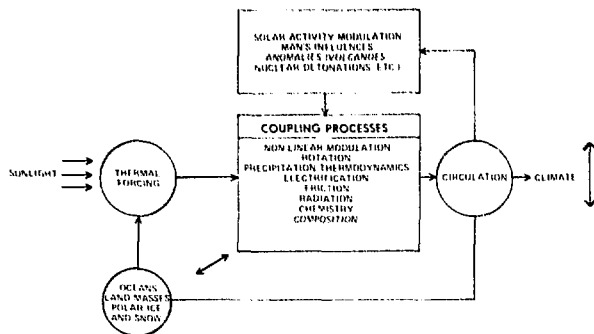 SOLAR ACTIVITY MODULATION
MAN'S INFLUENCES
ANOMALIES (VOLCANOES
NUCLEAR DETONATIONS ETC)
COUPLING PROCESSES
NON LINEAR MODULATION
ROTATION
PRECIPITATION THERMODYNAMICS
ELECTRIFICATION
FRICTION
RADIATION
CHEMISTRY
COMPOSITION
SUNLIGHT
THERMAL
FORCING
CIRCULATION
CLIMATE
OCEANS
LAND MASSES
POLAR ICE
AND SNOW